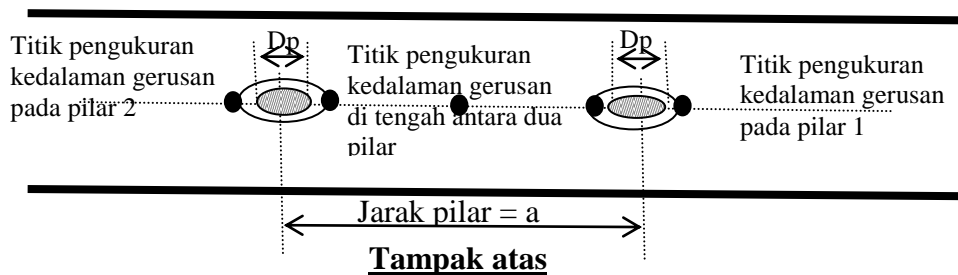 Titik pengukuran
kedalaman gerusan
pada pilar 2
Dp
Titik pengukuran
kedalaman gerusan
di tengah antara dua
pilar
Dp
Titik pengukuran
kedalaman gerusan
pada pilar 1
Jarak pilar = a
Tampak atas